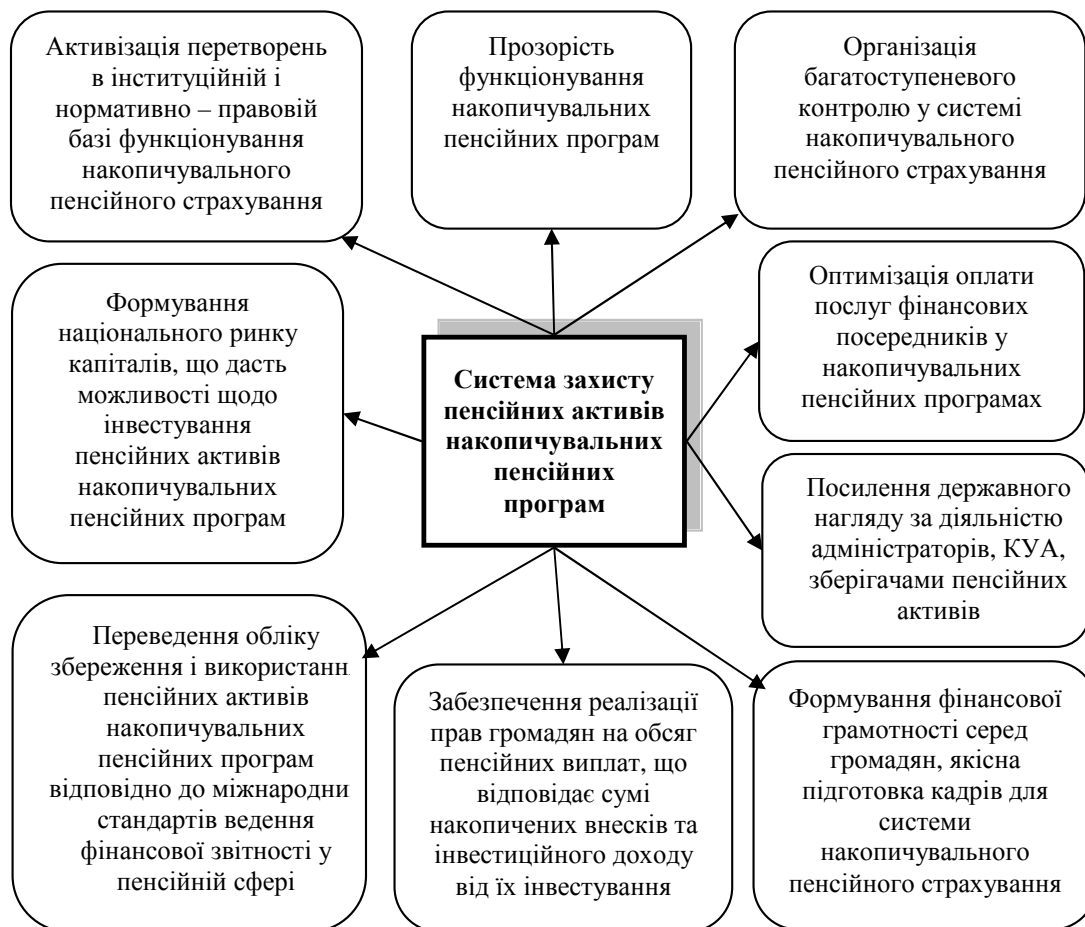 Активізація перетворень
в інституційній і
нормативно – правовій
базі функціонування
накопичувального
пенсійного страхування
Прозорість
функціонування
накопичувальних
пенсійних програм
Організація
багатоступеневого
контролю у системі
накопичувального
пенсійного страхування
Формування
національного ринку
капіталів, що дасть
можливості щодо
інвестування
пенсійних активів
накопичувальних
пенсійних програм
Система захисту
пенсійних активів
накопичувальних
пенсійних
програм
Оптимізація оплати
послуг фінансових
посередників у
накопичувальних
пенсійних програмах
Посилення державного
нагляду за діяльністю
адміністраторів, КУА,
зберігачами пенсійних
активів
Переведення обліку
збереження і використанн
пенсійних активів
накопичувальних
пенсійних програм
відповідно до міжнародни
стандартів ведення
фінансової звітності у
пенсійній сфері
Забезпечення реалізації
прав громадян на обсяг
пенсійних виплат, що
відповідає сумі
накопичених внесків та
інвестиційного доходу
від їх інвестування
Формування фінансової
грамотності серед
громадян, якісна
підготовка кадрів для
системи
накопичувального
пенсійного страхування